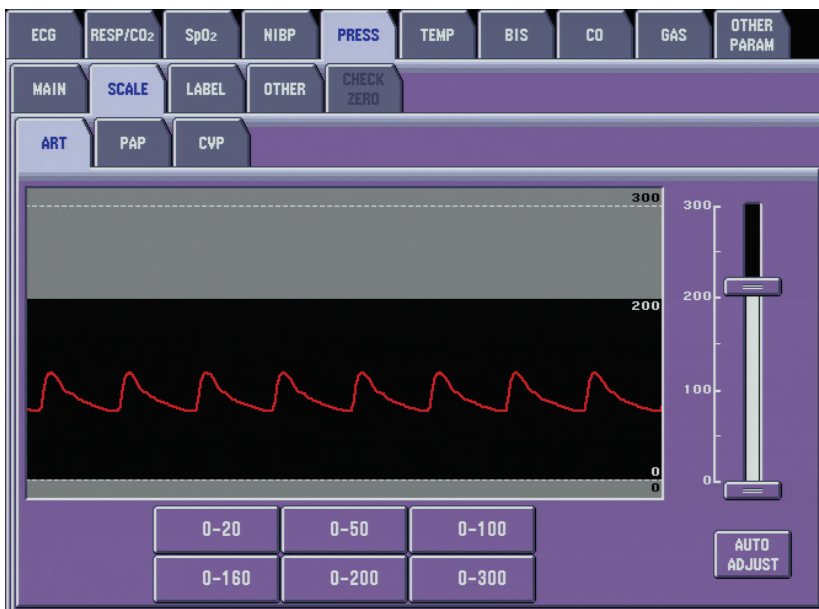 ECG RESP/CO2 SpO2 NIBP PRESS TEMP BIS CO GAS OTHER PARAM
MAIN SCALE LABEL OTHER CHECK ZERO
ART PAP CVP
300
300
200
200
100
0
0
0
0-20 0-50 0-100
0-160 0-200 0-300
AUTO
ADJUST